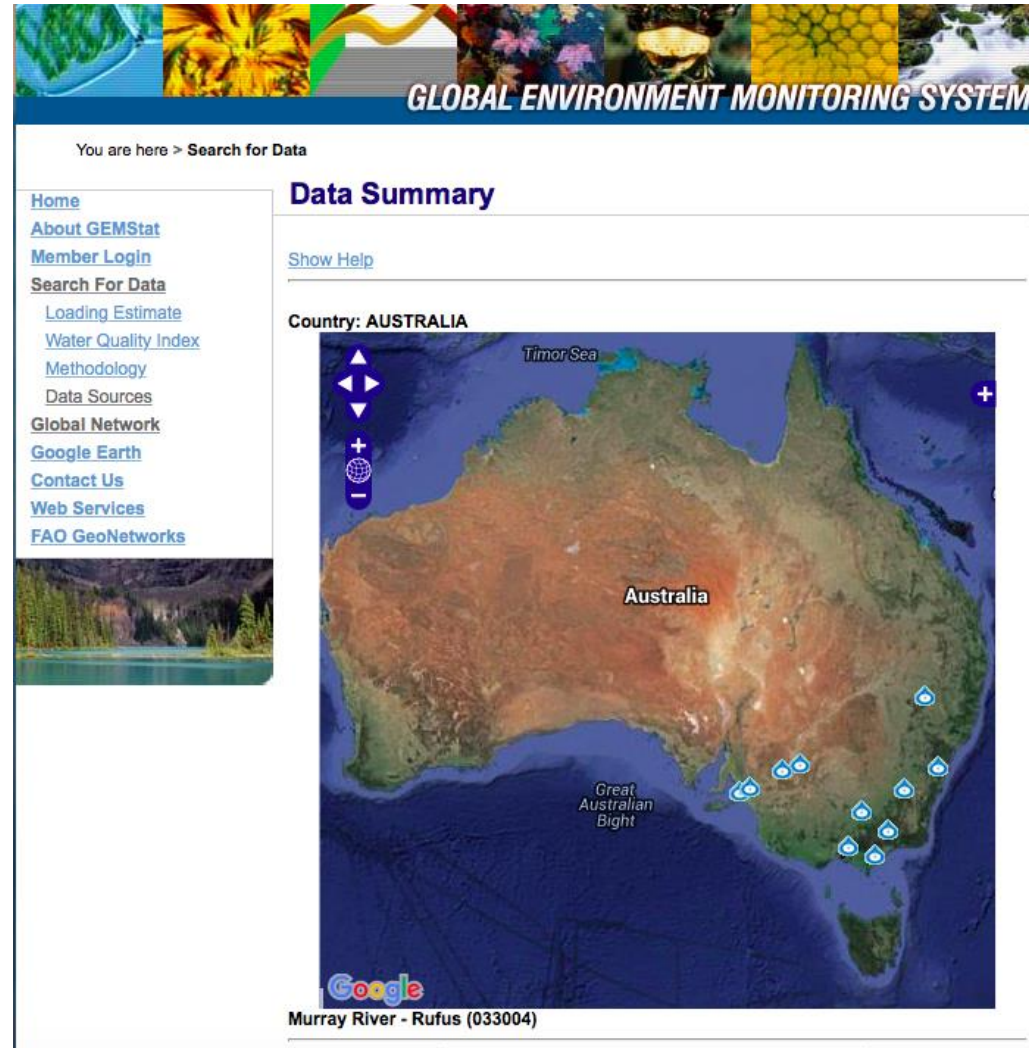 GLOBAL ENVIRONMENT MONITORING SYSTEM
You are here > Search for Data
Home
About GEMStat
Member Login
Search For Data
Loading Estimate
Water Quality Index
Methodology
Data Sources
Global Network
Google Earth
Contact Us
Web Services
FAO GeoNetworks
Data Summary
Show Help
Country: AUSTRALIA
Timor Sea
Australia
Great
Australian
Bight
Google
Murray River - Rufus (033004)